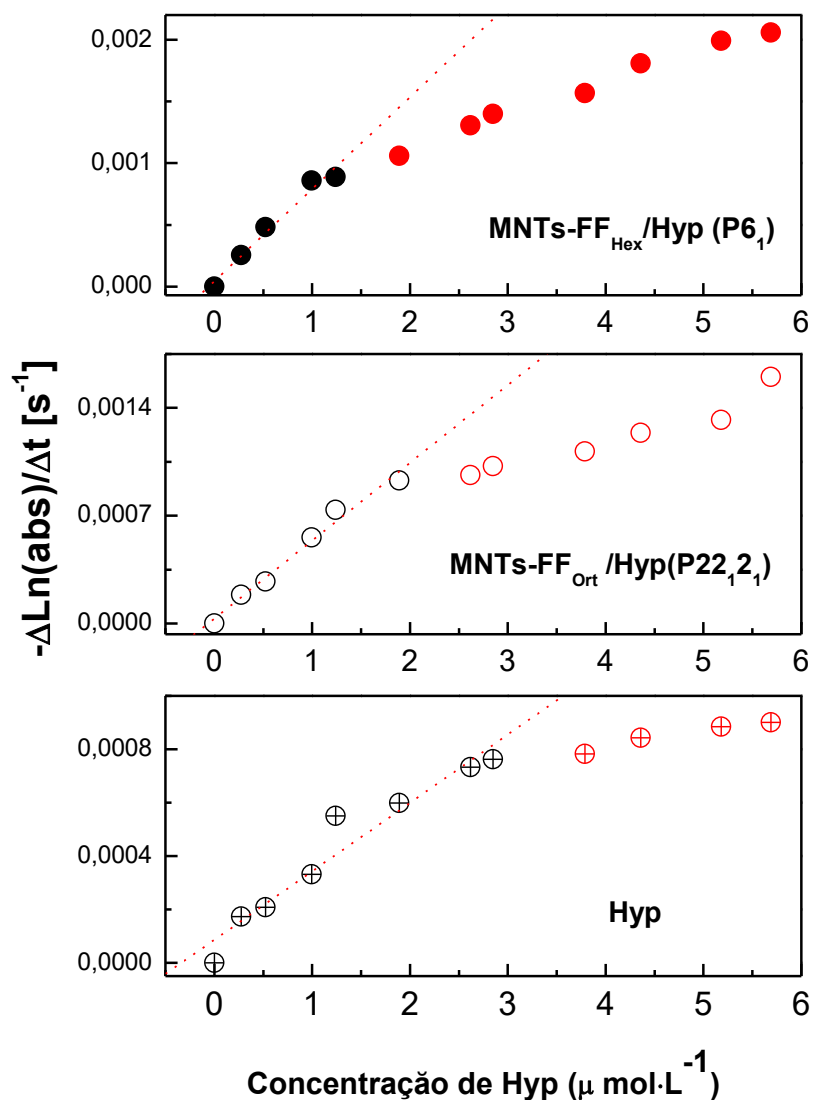 0,002
0,001
0,000
MNTs-FF_Hex/Hyp (P6_1)
0 1 2 3 4 5 6
-ΔLn(abs)/Δt [s^-1]
0,0014
0,0007
0,0000
MNTs-FF_Ort /Hyp(P22_12_1)
0 1 2 3 4 5 6
0,0008
0,0004
0,0000
Hyp
0 1 2 3 4 5 6
Concentração de Hyp (μ mol·L^-1)